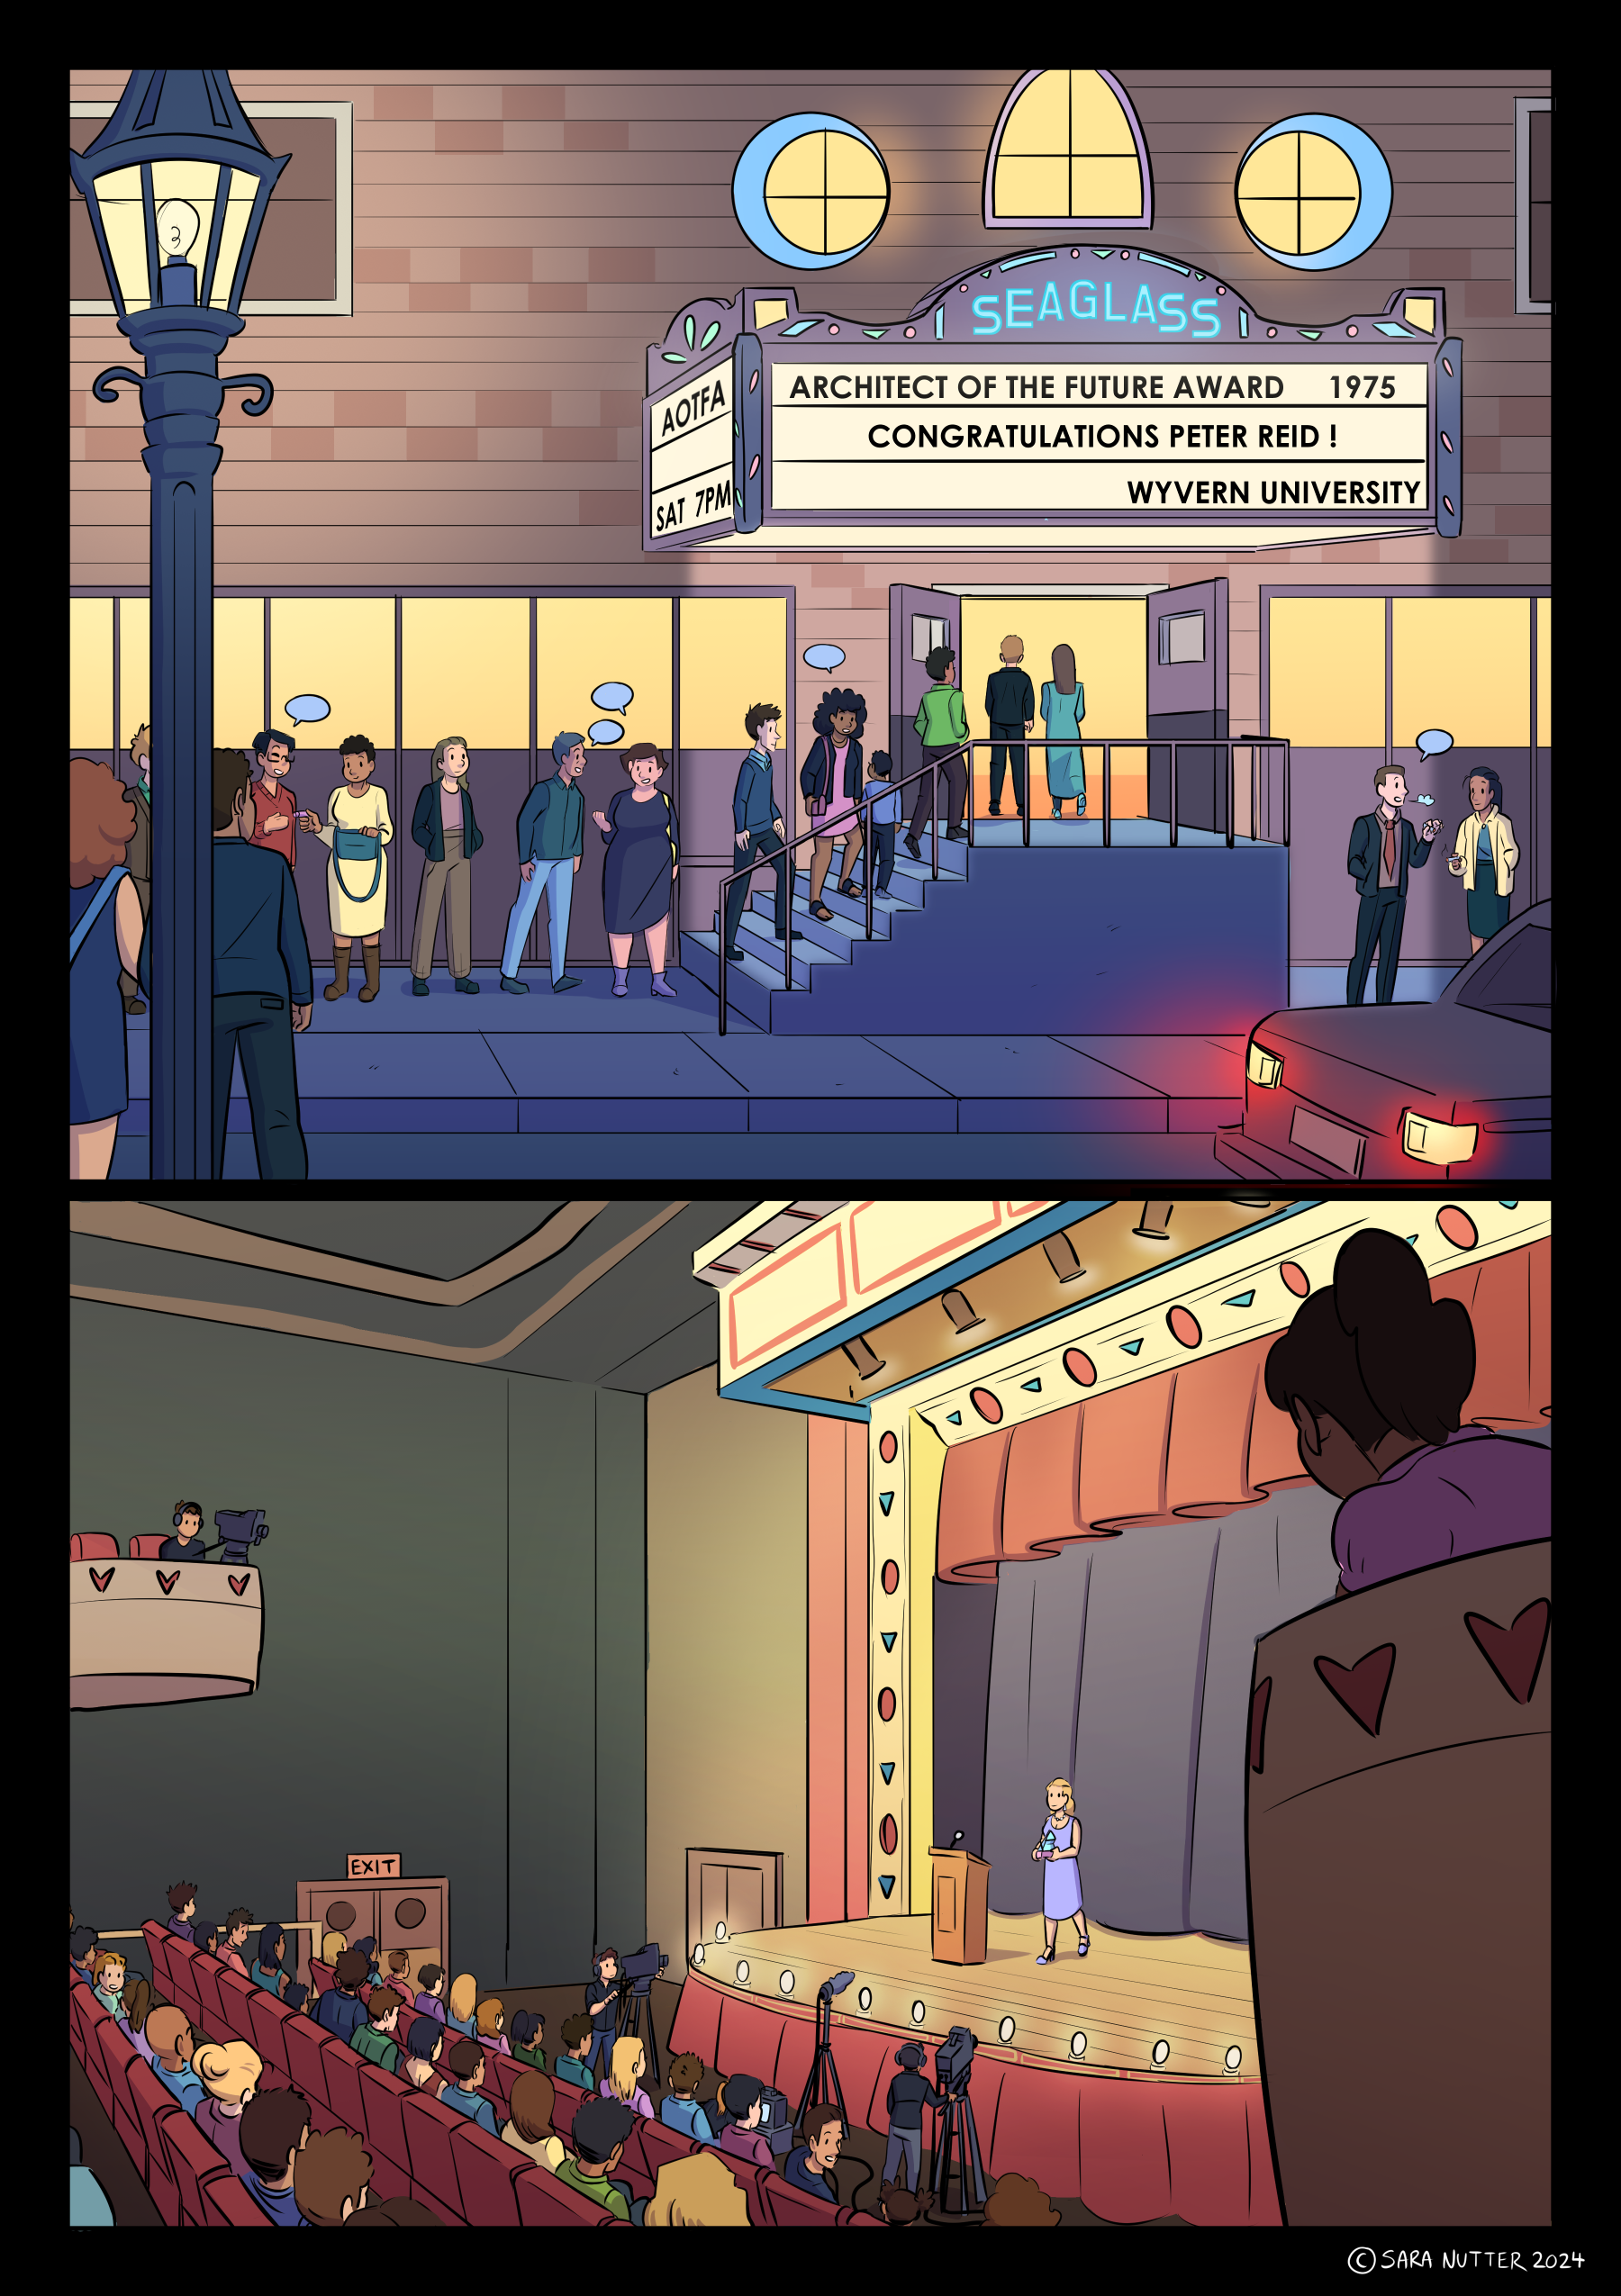 SEAGLASS
AOTFA
SAT 7PM
ARCHITECT OF THE FUTURE AWARD 1975
CONGRATULATIONS PETER REID !
WYVERN UNIVERSITY
EXIT
© SARA NUTTER 2024